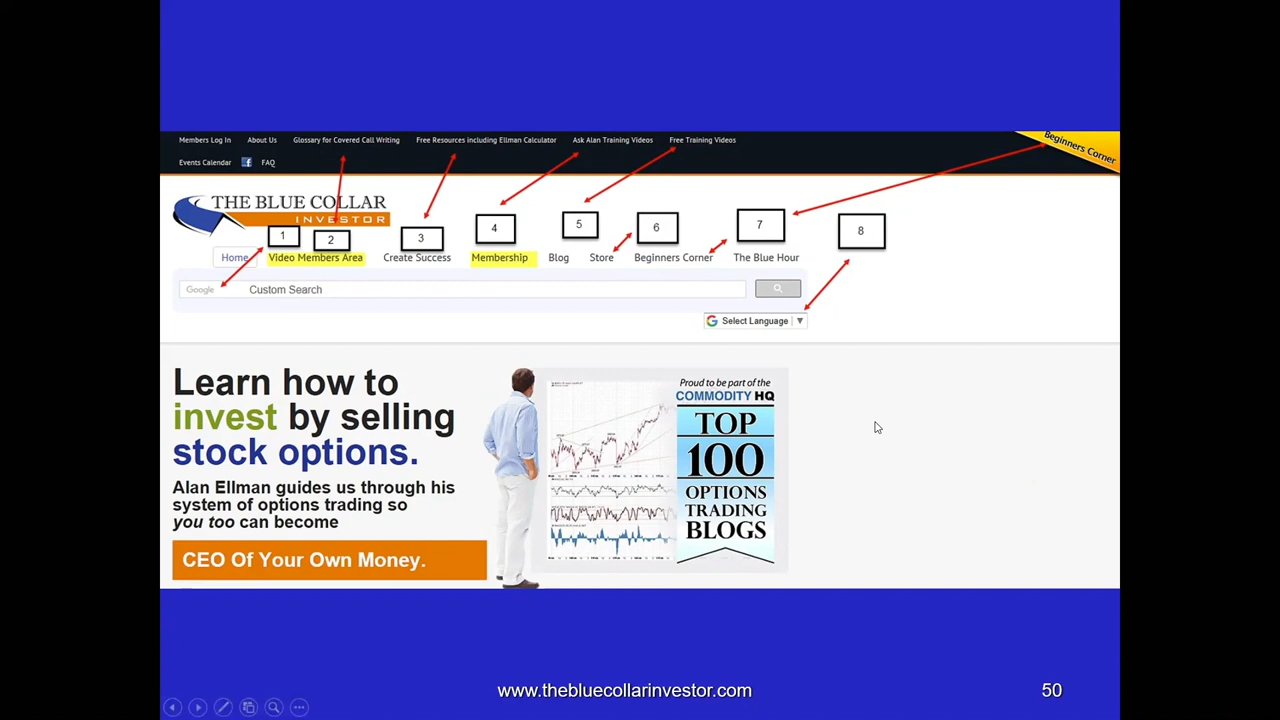 Members Log In About Us Glossary for Covered Call Writing Free Resources including Ellman Calculator Ask Alan Training Videos Free Training Videos
Beginners Corner
Events Calendar f FAQ
THE BLUE COLLAR
INVESTOR
1 2 3 4 5 6 7 8
Home Video Members Area Create Success Membership Blog Store Beginners Corner The Blue Hour
Google Custom Search
G Select Language ▼
Learn how to
invest by selling
stock options.
Alan Ellman guides us through his
system of options trading so
you too can become
CEO Of Your Own Money.
Proud to be part of the
COMMODITY HQ
TOP
100
OPTIONS
TRADING
BLOGS
www.thebluecollarinvestor.com
50